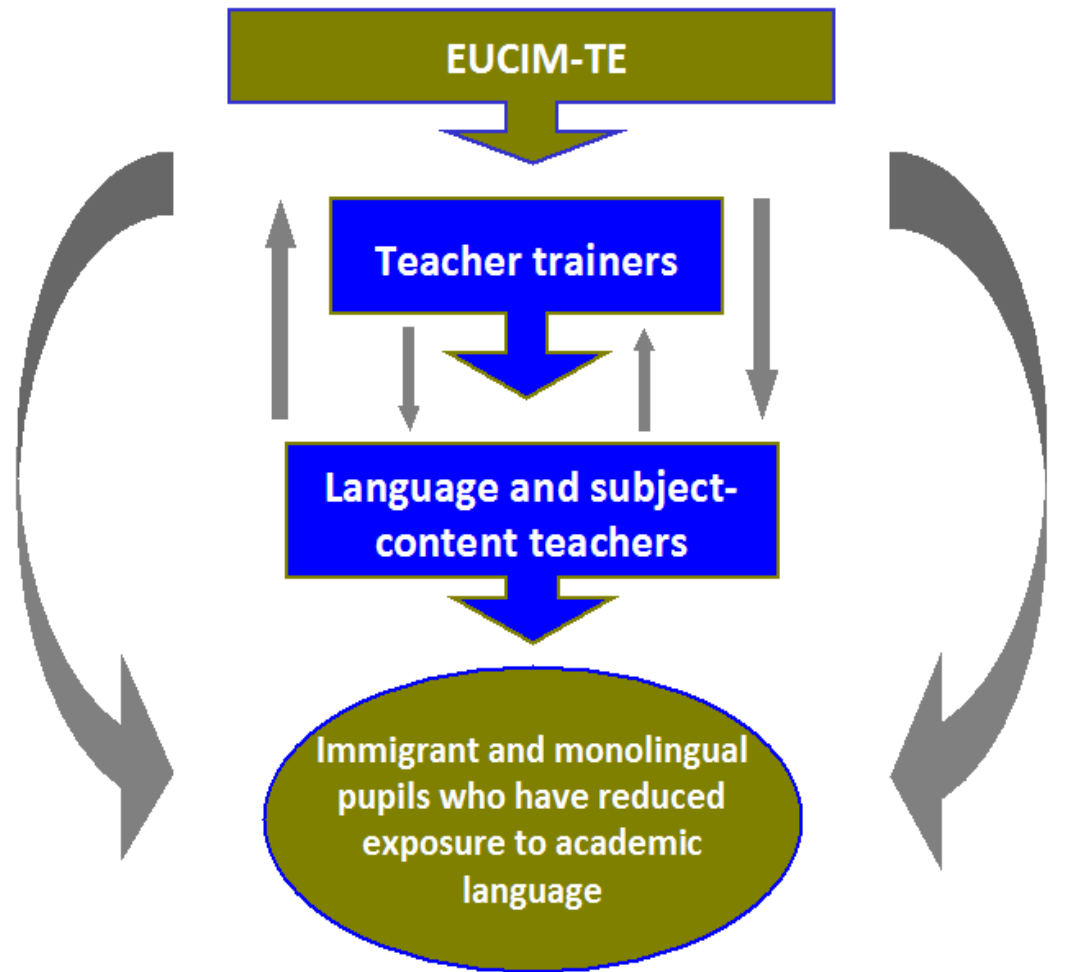 EUCIM-TE
Teacher trainers
Language and subject-
content teachers
Immigrant and monolingual
pupils who have reduced
exposure to academic
language